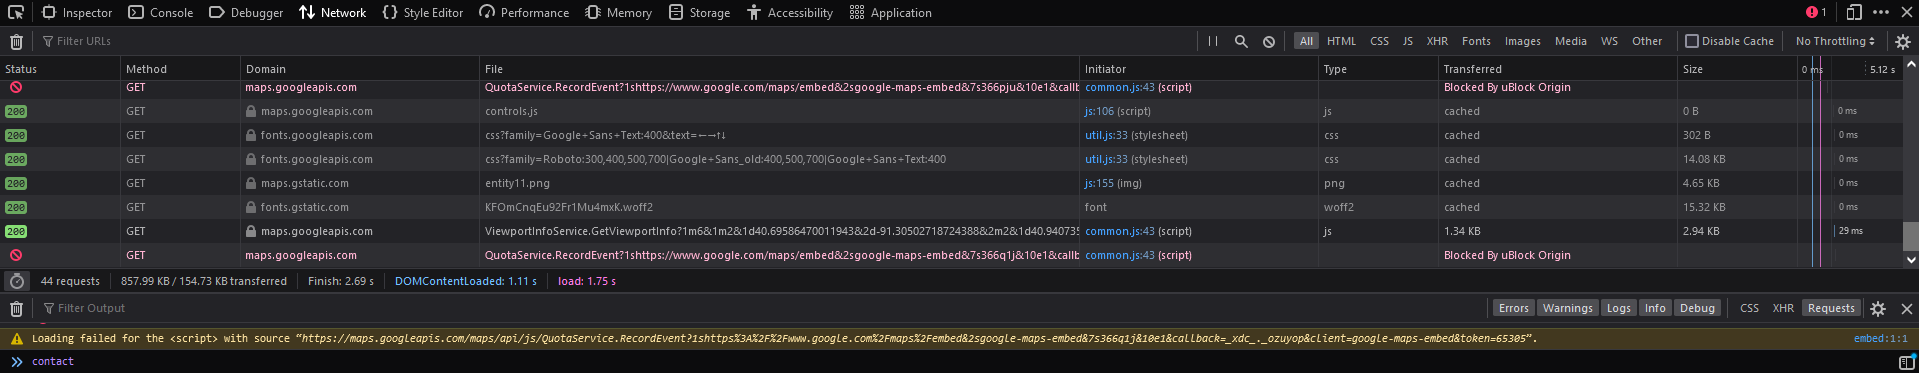 Inspector Console Debugger Network Style Editor Performance Memory Storage Accessibility Application 1
Filter URLs All HTML CSS JS XHR Fonts Images Media WS Other Disable Cache No Throttling
Status Method Domain File Initiator Type Transferred Size 0 ms 5.12 s
GET maps.googleapis.com QuotaService.RecordEvent?1shttps://www.google.com/maps/embed&2sgoogle-maps-embed&7s366pju&10e1&callb common.js:43 (script) Blocked By uBlock Origin
200 GET maps.googleapis.com controls.js js:106 (script) js cached 0 B 0 ms
200 GET fonts.googleapis.com css?family=Google+Sans+Text:400&text=←→↑↓ util.js:33 (stylesheet) css cached 302 B 0 ms
200 GET fonts.googleapis.com css?family=Roboto:300,400,500,700|Google+Sans_old:400,500,700|Google+Sans+Text:400 util.js:33 (stylesheet) css cached 14.08 KB 0 ms
200 GET maps.gstatic.com entity11.png js:155 (img) png cached 4.65 KB 0 ms
200 GET fonts.gstatic.com KFOmCnqEu92Fr1Mu4mxK.woff2 font woff2 cached 15.32 KB 0 ms
200 GET maps.googleapis.com ViewportInfoService.GetViewportInfo?1m6&1m2&1d40.69586470011943&2d-91.30502718724388&2m2&1d40.940735 common.js:43 (script) js 1.34 KB 2.94 KB 29 ms
GET maps.googleapis.com QuotaService.RecordEvent?1shttps://www.google.com/maps/embed&2sgoogle-maps-embed&7s366q1j&10e1&callb common.js:43 (script) Blocked By uBlock Origin
44 requests 857.99 KB / 154.73 KB transferred Finish: 2.69 s DOMContentLoaded: 1.11 s load: 1.75 s
Filter Output Errors Warnings Logs Info Debug CSS XHR Requests
Loading failed for the <script> with source “https://maps.googleapis.com/maps/api/js/QuotaService.RecordEvent?1shttps%3A%2F%2Fwww.google.com%2Fmaps%2Fembed&2sgoogle-maps-embed&7s366q1j&10e1&callback=_xdc_._ozuyop&client=google-maps-embed&token=65305”. embed:1:1
contact